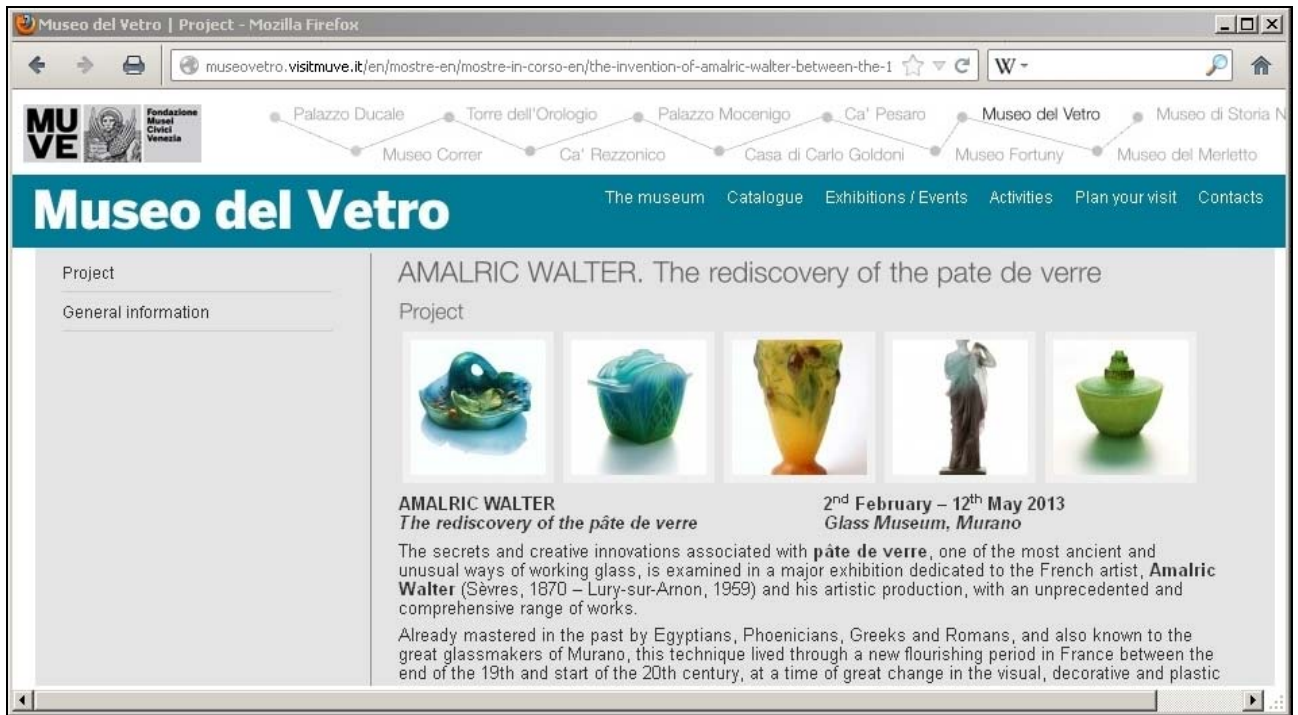 Museo del Vetro | Project - Mozilla Firefox
museovetro.visitmuve.it/en/mostre-en/mostre-in-corso-en/the-invention-of-amalric-walter-between-the-1
W
MU
VE
Fondazione
Musei
Civici
Venezia
Palazzo Ducale Torre dell'Orologio Palazzo Mocenigo Ca' Pesaro Museo del Vetro Museo di Storia N
Museo Correr Ca' Rezzonico Casa di Carlo Goldoni Museo Fortuny Museo del Merletto
Museo del Vetro
The museum Catalogue Exhibitions / Events Activities Plan your visit Contacts
Project
General information
AMALRIC WALTER. The rediscovery of the pate de verre
Project
AMALRIC WALTER
The rediscovery of the pâte de verre
2nd February – 12th May 2013
Glass Museum, Murano
The secrets and creative innovations associated with pâte de verre, one of the most ancient and
unusual ways of working glass, is examined in a major exhibition dedicated to the French artist, Amalric
Walter (Sèvres, 1870 – Lury-sur-Arnon, 1959) and his artistic production, with an unprecedented and
comprehensive range of works.
Already mastered in the past by Egyptians, Phoenicians, Greeks and Romans, and also known to the
great glassmakers of Murano, this technique lived through a new flourishing period in France between the
end of the 19th and start of the 20th century, at a time of great change in the visual, decorative and plastic